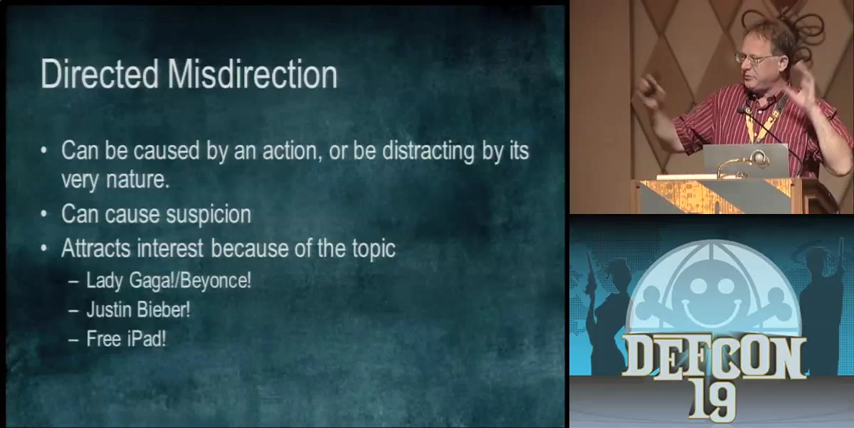 Directed Misdirection
• Can be caused by an action, or be distracting by its
very nature.
• Can cause suspicion
• Attracts interest because of the topic
– Lady Gaga!/Beyonce!
– Justin Bieber!
– Free iPad!
DEFCON
19